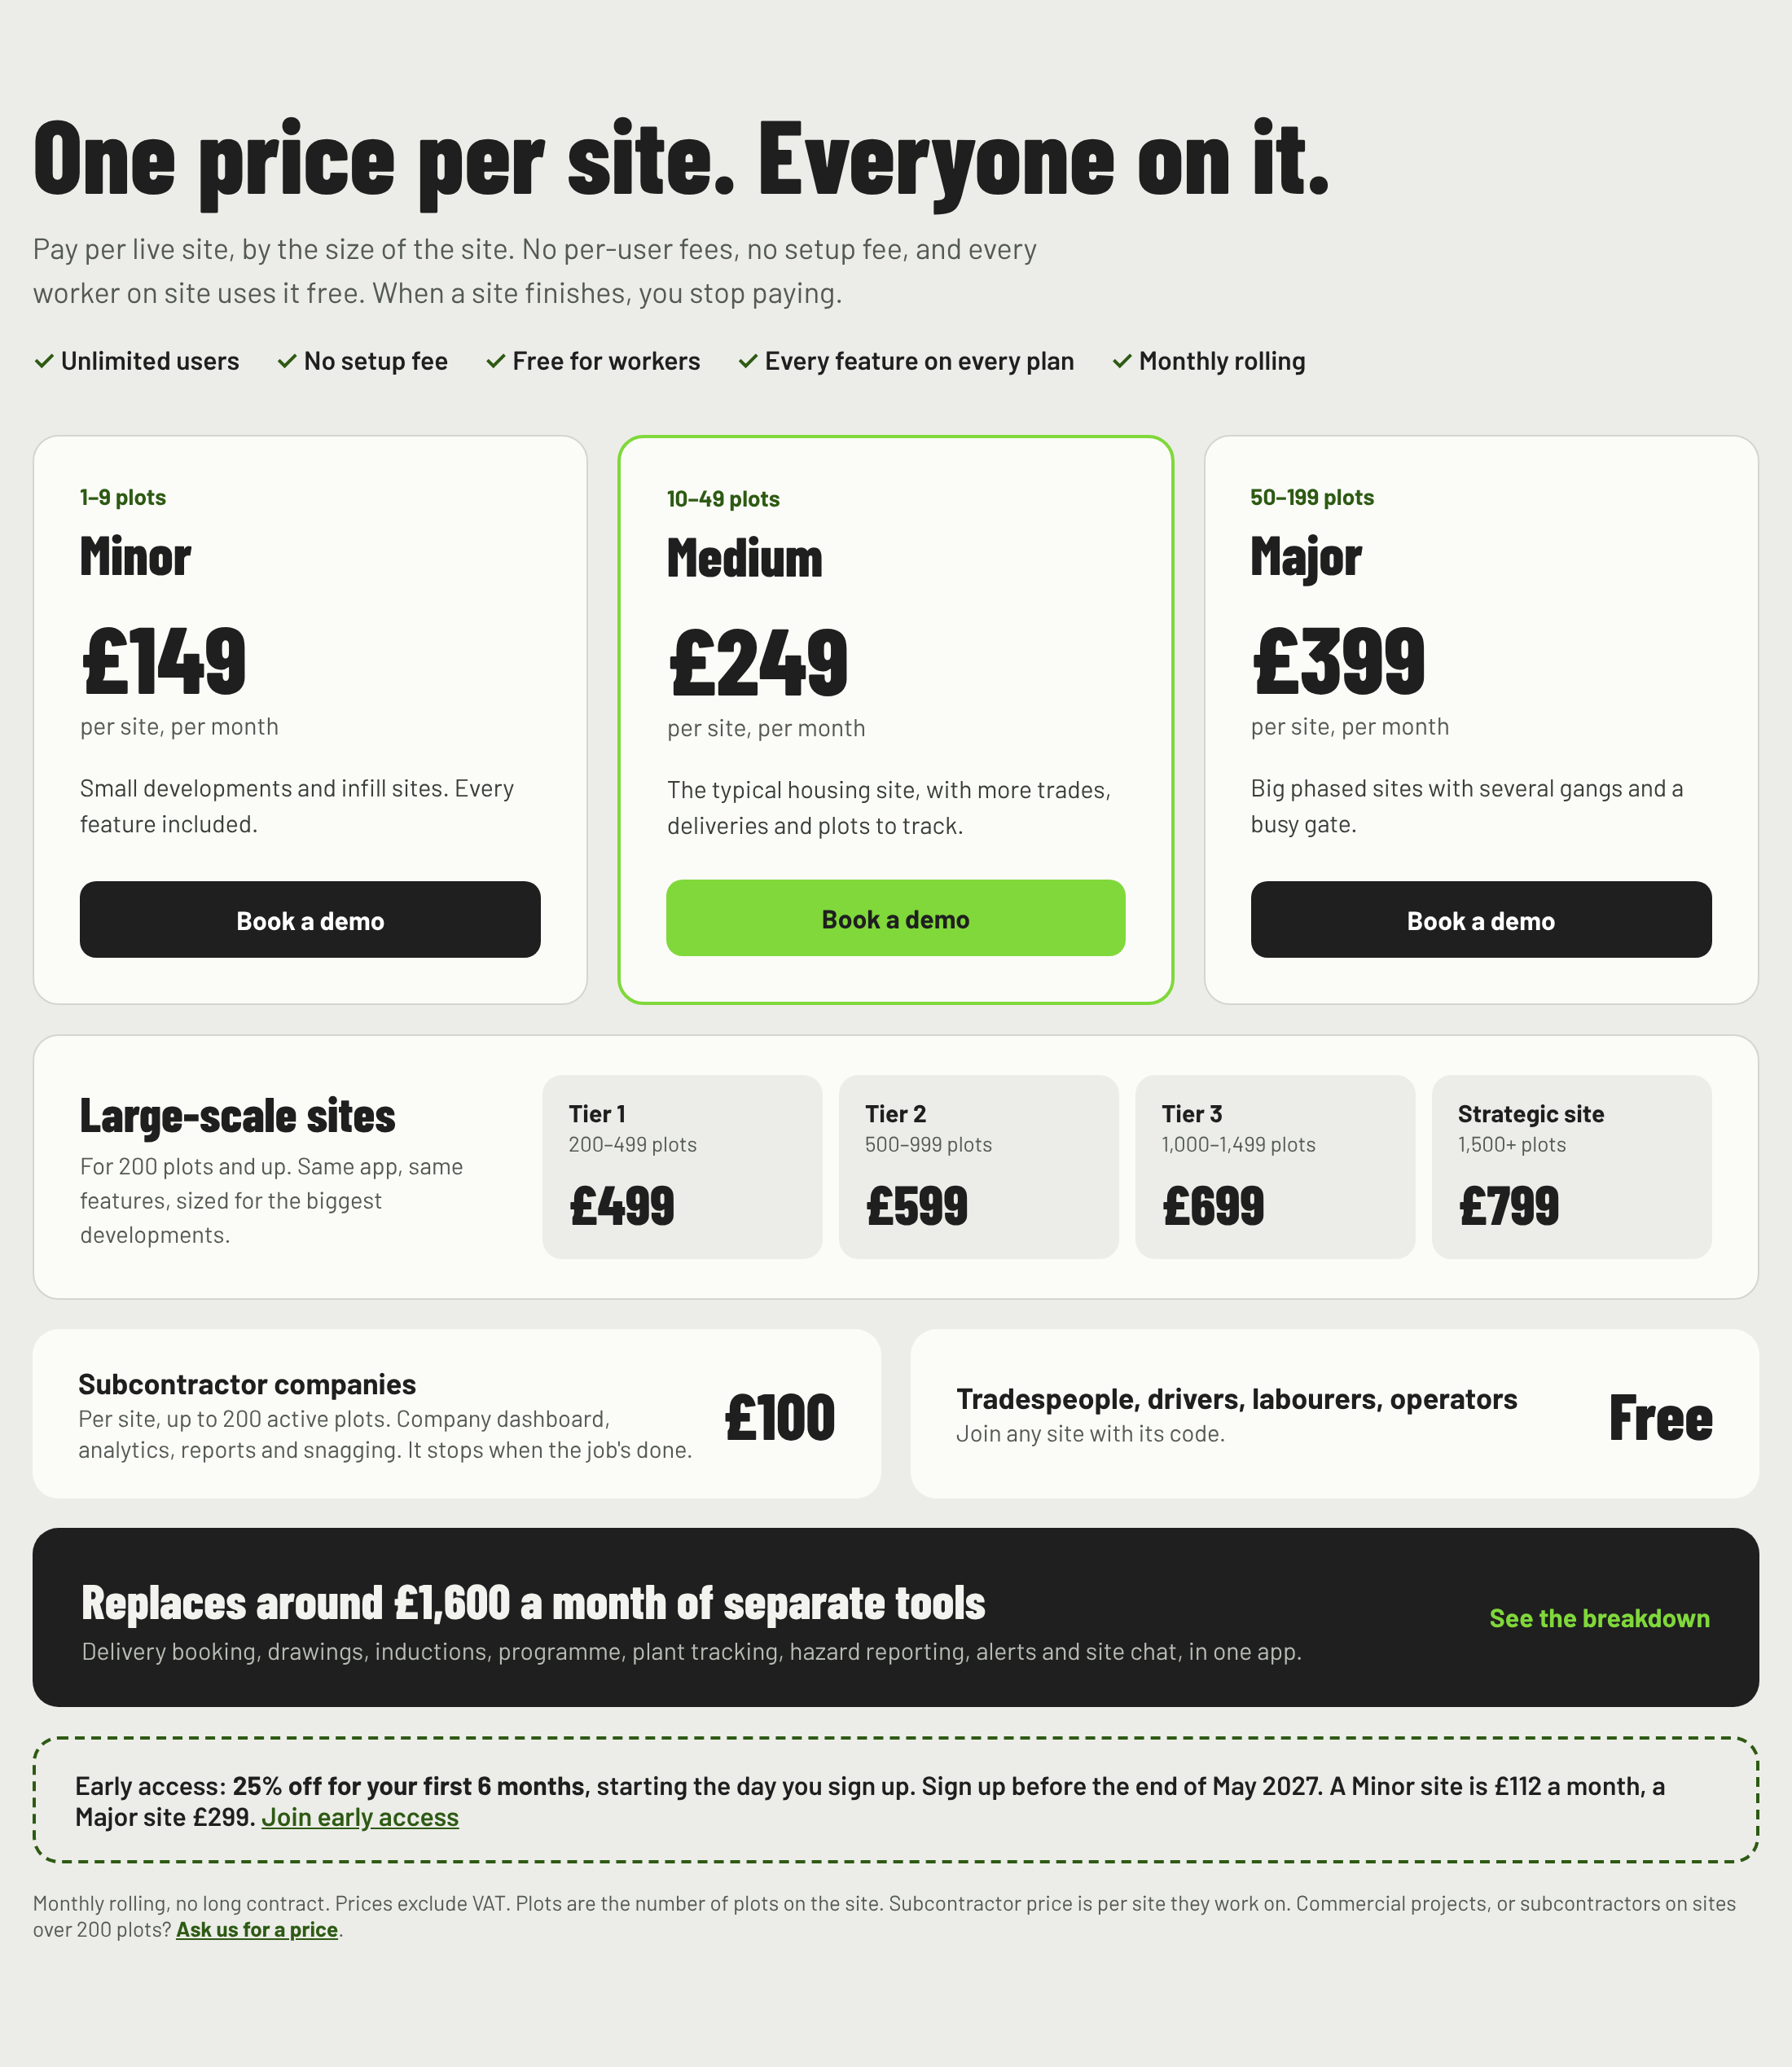 One price per site. Everyone on it.
Pay per live site, by the size of the site. No per-user fees, no setup fee, and every
worker on site uses it free. When a site finishes, you stop paying.
✓ Unlimited users ✓ No setup fee ✓ Free for workers ✓ Every feature on every plan ✓ Monthly rolling
1–9 plots
Minor
£149
per site, per month
Small developments and infill sites. Every
feature included.
Book a demo
10–49 plots
Medium
£249
per site, per month
The typical housing site, with more trades,
deliveries and plots to track.
Book a demo
50–199 plots
Major
£399
per site, per month
Big phased sites with several gangs and a
busy gate.
Book a demo
Large-scale sites
For 200 plots and up. Same app, same
features, sized for the biggest
developments.
Tier 1
200–499 plots
£499
Tier 2
500–999 plots
£599
Tier 3
1,000–1,499 plots
£699
Strategic site
1,500+ plots
£799
Subcontractor companies
Per site, up to 200 active plots. Company dashboard,
analytics, reports and snagging. It stops when the job's done.
£100
Tradespeople, drivers, labourers, operators
Join any site with its code.
Free
Replaces around £1,600 a month of separate tools
Delivery booking, drawings, inductions, programme, plant tracking, hazard reporting, alerts and site chat, in one app.
See the breakdown
Early access: 25% off for your first 6 months, starting the day you sign up. Sign up before the end of May 2027. A Minor site is £112 a month, a
Major site £299. Join early access
Monthly rolling, no long contract. Prices exclude VAT. Plots are the number of plots on the site. Subcontractor price is per site they work on. Commercial projects, or subcontractors on sites
over 200 plots? Ask us for a price.